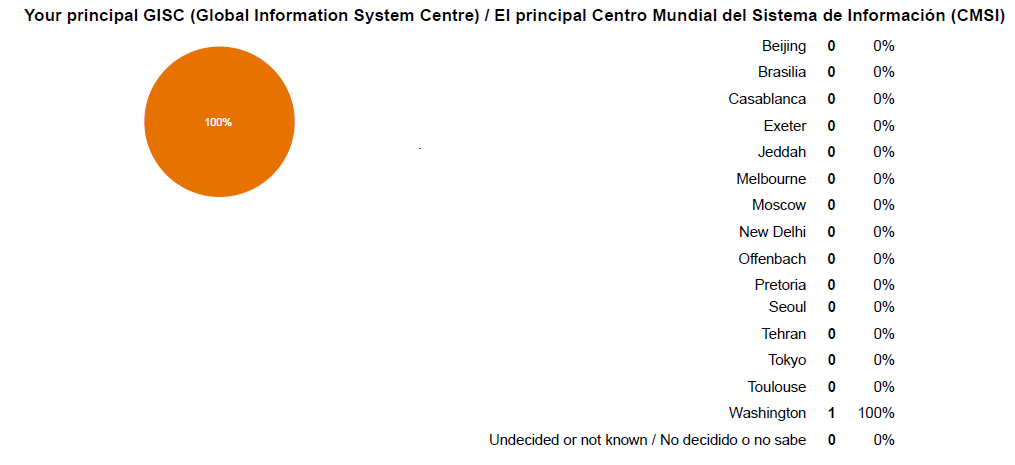 Your principal GISC (Global Information System Centre) / El principal Centro Mundial del Sistema de Información (CMSI)
100%
Beijing 0 0%
Brasilia 0 0%
Casablanca 0 0%
Exeter 0 0%
Jeddah 0 0%
Melbourne 0 0%
Moscow 0 0%
New Delhi 0 0%
Offenbach 0 0%
Pretoria 0 0%
Seoul 0 0%
Tehran 0 0%
Tokyo 0 0%
Toulouse 0 0%
Washington 1 100%
Undecided or not known / No decidido o no sabe 0 0%